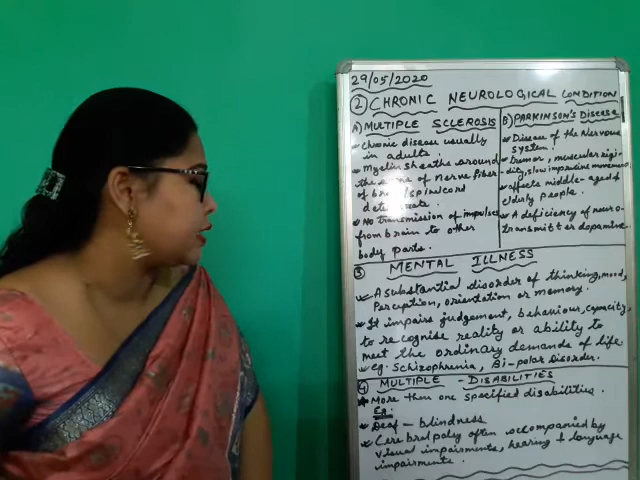 29/05/2020
② CHRONIC NEUROLOGICAL CONDITION
A) MULTIPLE SCLEROSIS
* Chronic disease usually
in adults.
* Myelin sheaths around
the of nerve fiber
of brain/spinal cord
deteriorate.
* No transmission of impulse
from brain to other
body parts.
B) PARKINSON'S DISEASE
* Disease of the Nervous
System.
* Tremor, muscular rigi-
dity, slow imprecise movement
* affects middle-aged &
elderly people.
* A deficiency of neuro-
transmitter dopamine.
③ MENTAL ILLNESS
* A substantial disorder of thinking, mood,
Perception, orientation or memory.
* It impairs judgement, behaviour, capacity,
to recognise reality or ability to
meet the ordinary demands of life
* eg. Schizophrenia, Bi-polar Disorder.
④ MULTIPLE - DISABILITIES
* More then one specified disabilities.
Eg.
* Deaf - blindness
* Cerebral palsy often accompanied by
visual impairments, hearing & language
impairments.